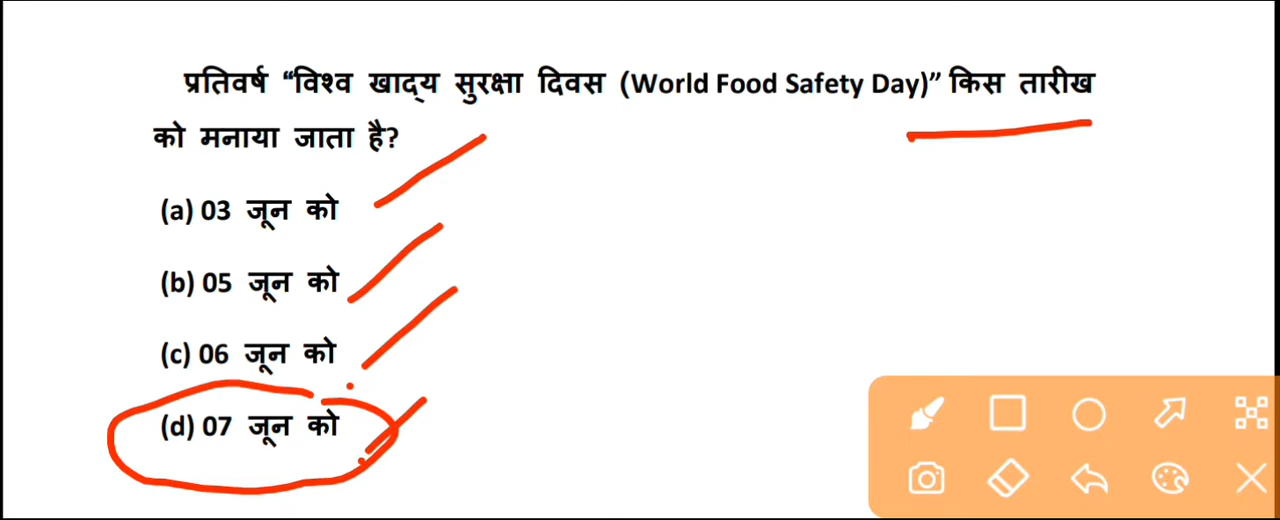 प्रतिवर्ष “विश्व खाद्य सुरक्षा दिवस (World Food Safety Day)” किस तारीख
को मनाया जाता है?
(a) 03 जून को
(b) 05 जून को
(c) 06 जून को
(d) 07 जून को